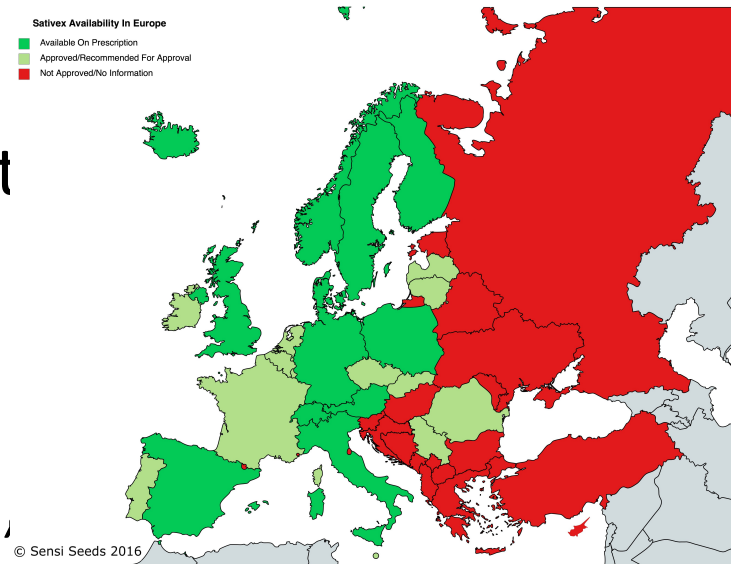 Sativex Availability In Europe
Available On Prescription
Approved/Recommended For Approval
Not Approved/No Information
t
© Sensi Seeds 2016